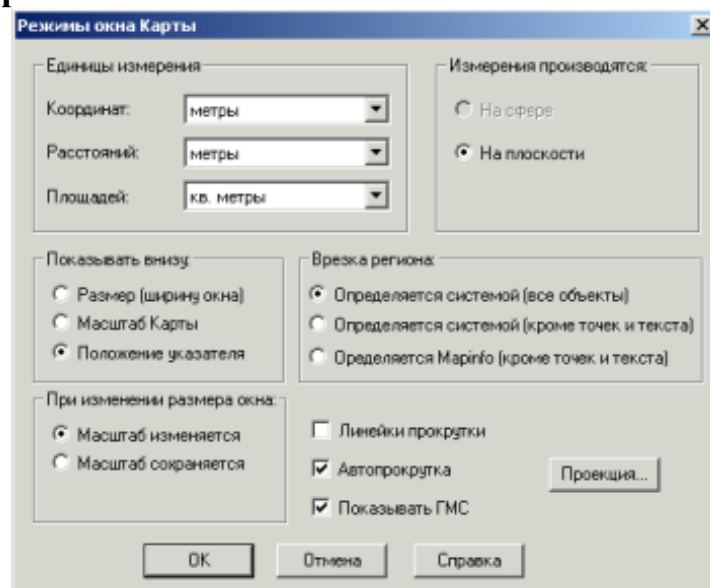 Режимы окна Карты
Единицы измерения
Координат: метры
Расстояний: метры
Площадей: кв. метры
Измерения производятся:
На сфере
На плоскости
Показывать внизу:
Размер (ширину окна)
Масштаб Карты
Положение указателя
Врезка региона:
Определяется системой (все объекты)
Определяется системой (кроме точек и текста)
Оределяется Mapinfo (кроме точек и текста)
При изменении размера окна:
Масштаб изменяется
Масштаб сохраняется
Линейки прокрутки
Автопрокрутка
Показывать ГМС
Проекция...
OK
Отмена
Справка